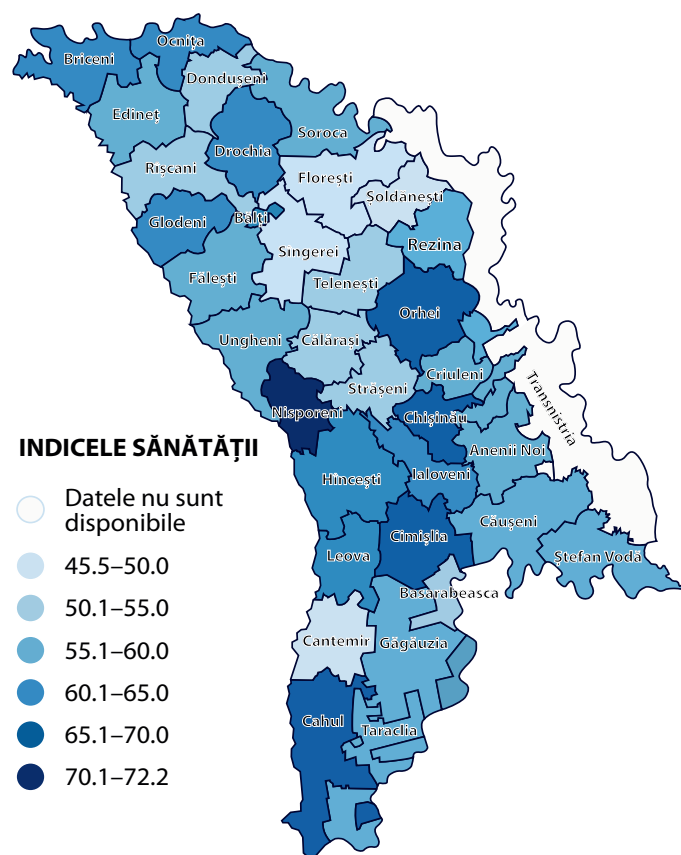 Ocnița
Briceni
Dondușeni
Edineț
Soroca
Drochia
Rîșcani
Florești
Șoldănești
Glodeni
Bălți
Rezina
Sîngerei
Fălești
Telenești
Orhei
Ungheni
Călărași
Criuleni
Strășeni
Transnistria
Nisporeni
Chișinău
INDICELE SĂNĂTĂȚII
Anenii Noi
Ialoveni
Hîncești
Datele nu sunt
disponibile
Căușeni
Cimișlia
Leova
Ștefan Vodă
45.5–50.0
Basarabeasca
50.1–55.0
Cantemir
Găgăuzia
55.1–60.0
60.1–65.0
Cahul
Taraclia
65.1–70.0
70.1–72.2